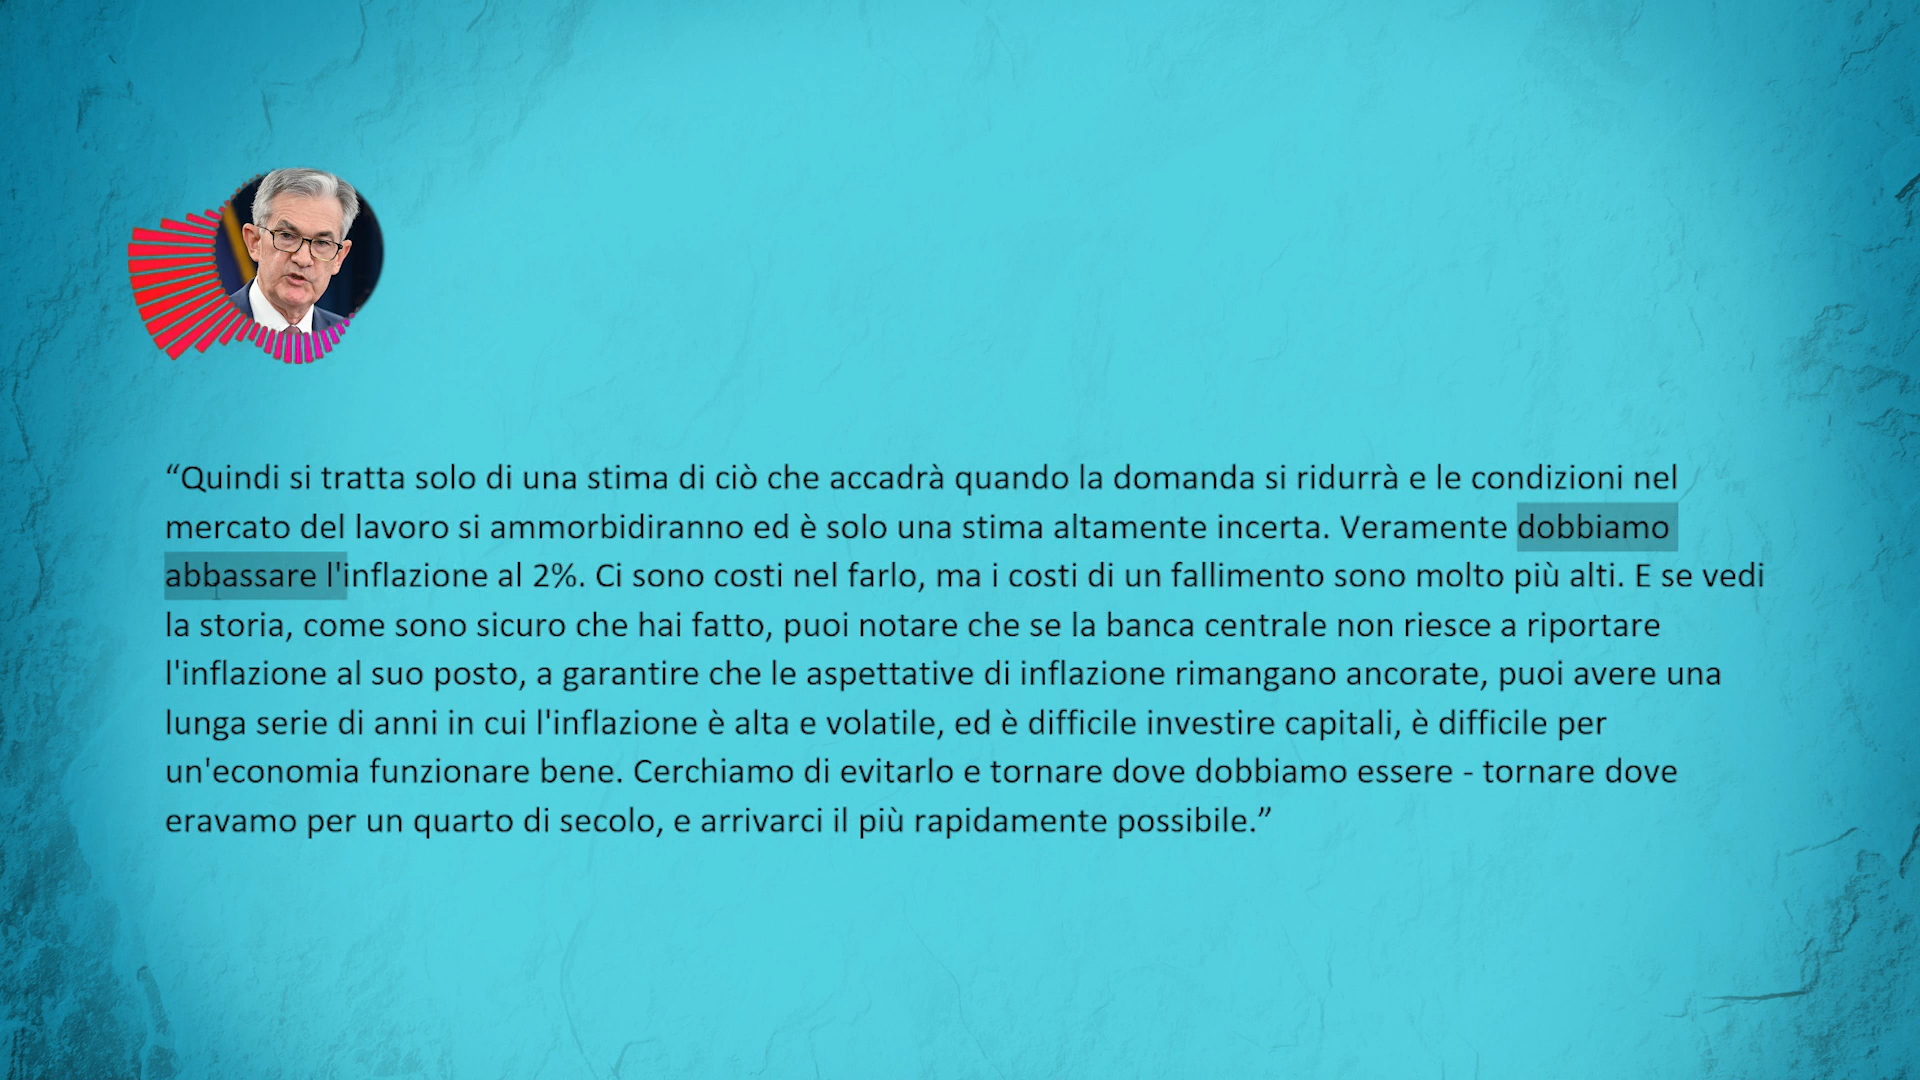 “Quindi si tratta solo di una stima di ciò che accadrà quando la domanda si ridurrà e le condizioni nel
mercato del lavoro si ammorbidiranno ed è solo una stima altamente incerta. Veramente dobbiamo
abbassare l'inflazione al 2%. Ci sono costi nel farlo, ma i costi di un fallimento sono molto più alti. E se vedi
la storia, come sono sicuro che hai fatto, puoi notare che se la banca centrale non riesce a riportare
l'inflazione al suo posto, a garantire che le aspettative di inflazione rimangano ancorate, puoi avere una
lunga serie di anni in cui l'inflazione è alta e volatile, ed è difficile investire capitali, è difficile per
un'economia funzionare bene. Cerchiamo di evitarlo e tornare dove dobbiamo essere - tornare dove
eravamo per un quarto di secolo, e arrivarci il più rapidamente possibile.”